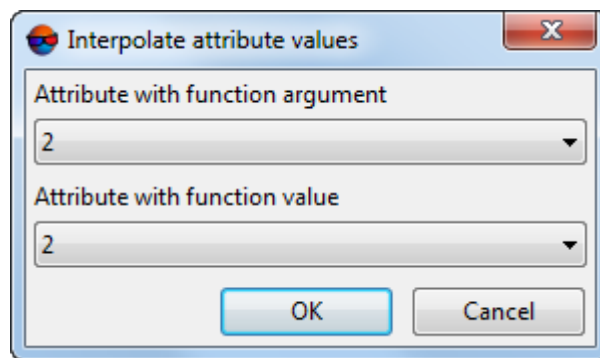 Interpolate attribute values
Attribute with function argument
2
Attribute with function value
2
OK Cancel